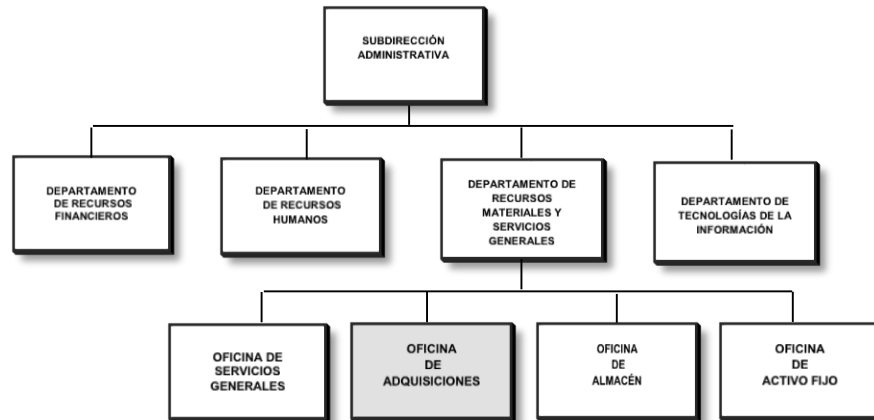 SUBDIRECCIÓN
ADMINISTRATIVA
DEPARTAMENTO
DE RECURSOS
FINANCIEROS
DEPARTAMENTO
DE RECURSOS
HUMANOS
DEPARTAMENTO DE
RECURSOS
MATERIALES Y
SERVICIOS
GENERALES
DEPARTAMENTO DE
TECNOLOGÍAS DE LA
INFORMACIÓN
OFICINA DE
SERVICIOS
GENERALES
OFICINA
DE
ADQUISICIONES
OFICINA
DE
ALMACÉN
OFICINA
DE
ACTIVO FIJO